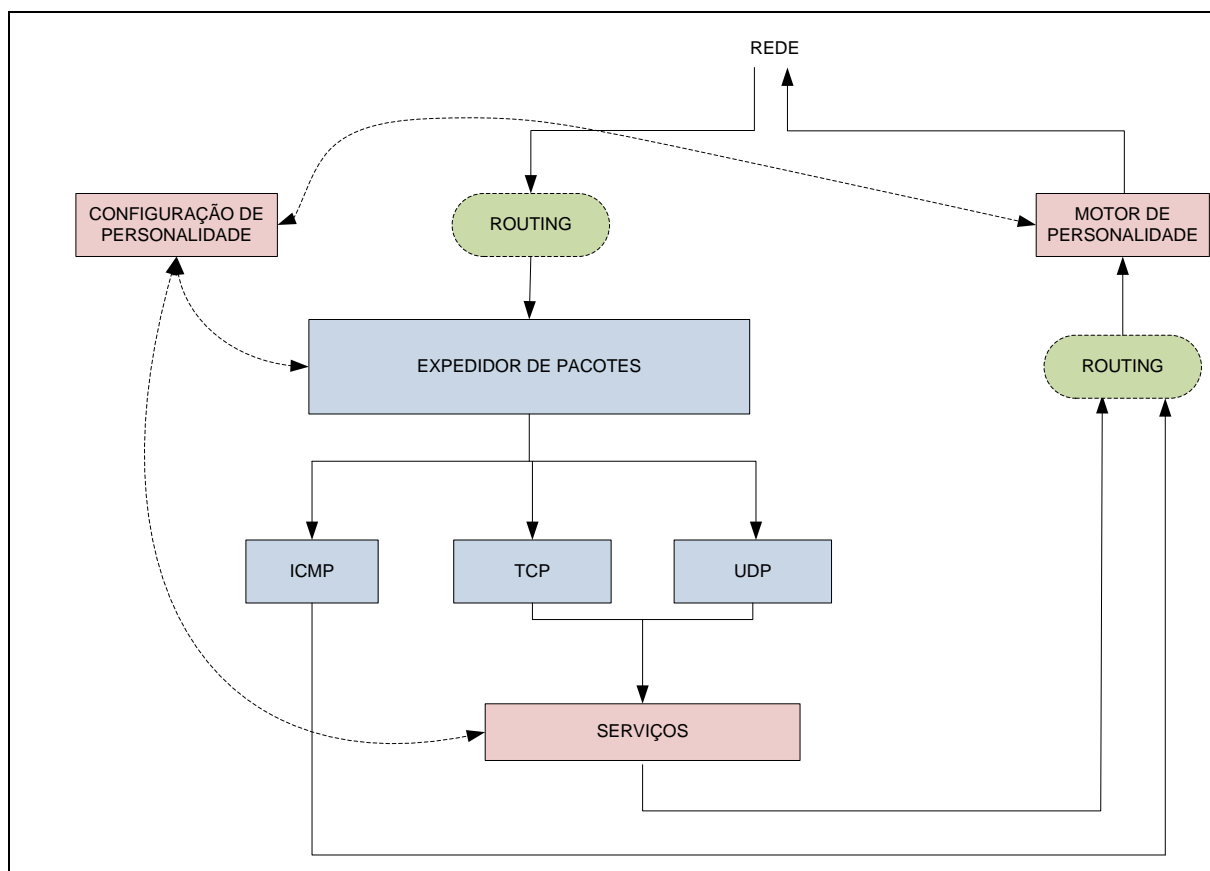 REDE
CONFIGURAÇÃO DE
PERSONALIDADE
ROUTING
MOTOR DE
PERSONALIDADE
EXPEDIDOR DE PACOTES
ROUTING
ICMP
TCP
UDP
SERVIÇOS